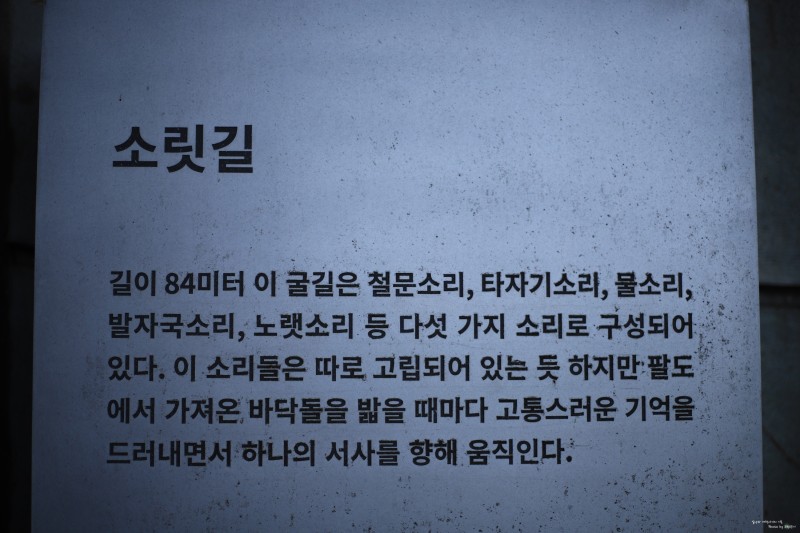 소릿길
길이 84미터 이 굴길은 철문소리, 타자기소리, 물소리,
발자국소리, 노랫소리 등 다섯 가지 소리로 구성되어
있다. 이 소리들은 따로 고립되어 있는 듯 하지만 팔도
에서 가져온 바닥돌을 밟을 때마다 고통스러운 기억을
드러내면서 하나의 서사를 향해 움직인다.